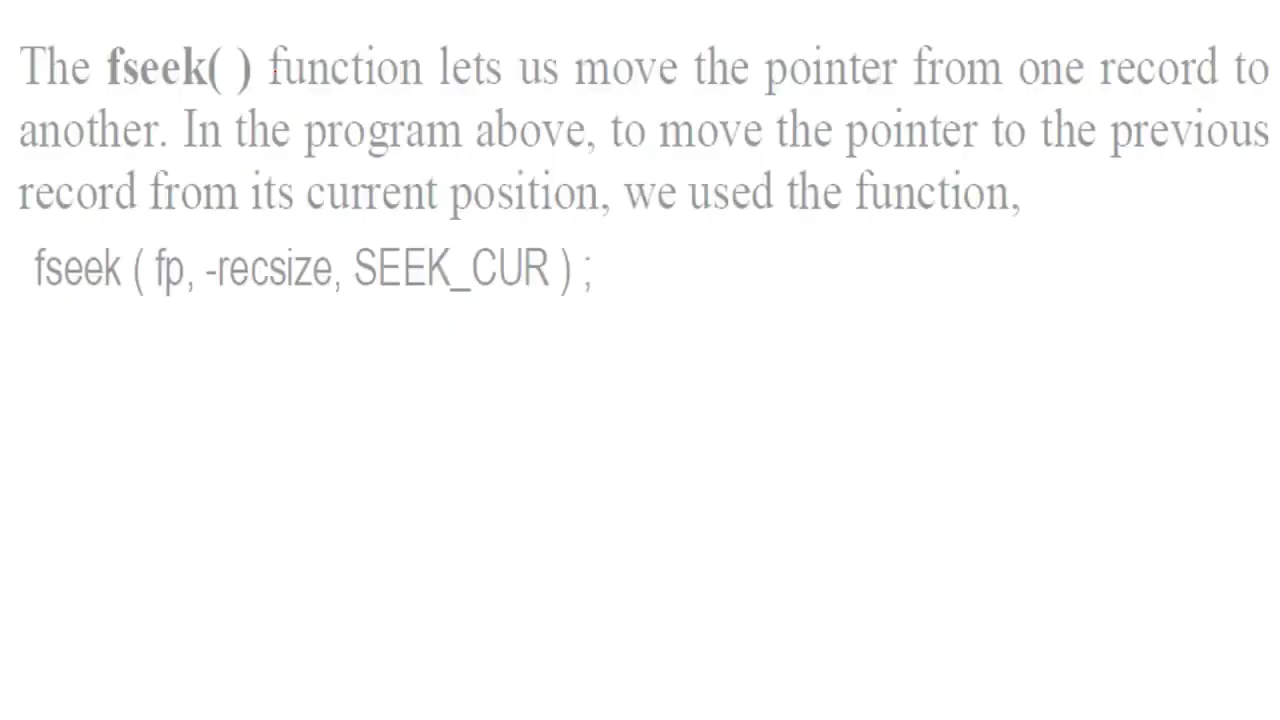 The fseek( ) function lets us move the pointer from one record to
another. In the program above, to move the pointer to the previous
record from its current position, we used the function,
fseek ( fp, -recsize, SEEK_CUR ) ;